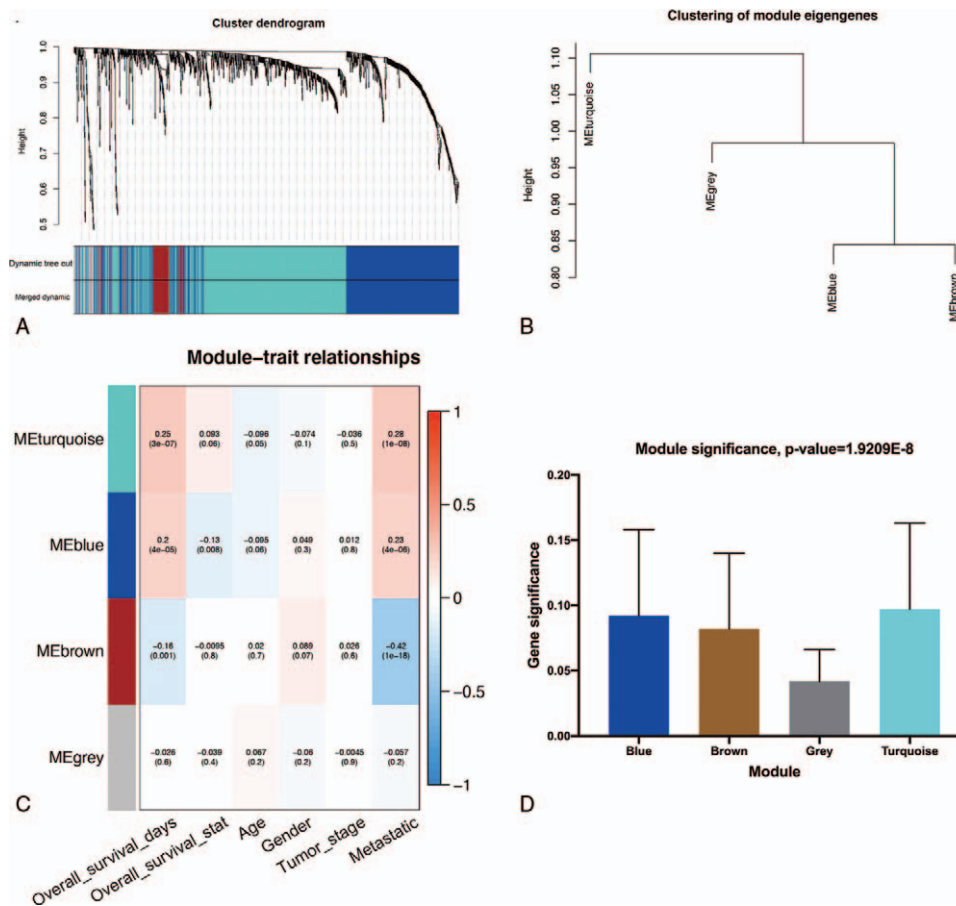 Cluster dendrogram
Height
1.0
0.9
0.8
0.7
0.6
0.5
Dynamic tree cut
Merged dynamic
A
Clustering of module eigengenes
Height
1.10
1.05
1.00
0.95
0.90
0.85
0.80
MEturquoise
MEgrey
MEblue
MEbrown
B
Module-trait relationships
MEturquoise
0.25 0.093 -0.096 -0.074 -0.036 0.28
(3e-07) (0.06) (0.05) (0.1) (0.5) (1e-08)
MEblue
0.2 -0.13 -0.095 0.049 0.012 0.23
(4e-05) (0.008) (0.06) (0.3) (0.8) (4e-06)
MEbrown
-0.16 -0.0095 0.02 0.089 0.026 -0.42
(0.001) (0.8) (0.7) (0.07) (0.6) (1e-18)
MEgrey
-0.026 -0.039 0.067 -0.06 -0.0045 -0.057
(0.6) (0.4) (0.2) (0.2) (0.9) (0.2)
1
0.5
0
-0.5
-1
Overall_survival_days
Overall_survival_stat
Age
Gender
Tumor_stage
Metastatic
C
Module significance, p-value=1.9209E-8
Gene significance
0.20
0.15
0.10
0.05
0.00
Blue Brown Grey Turquoise
Module
D